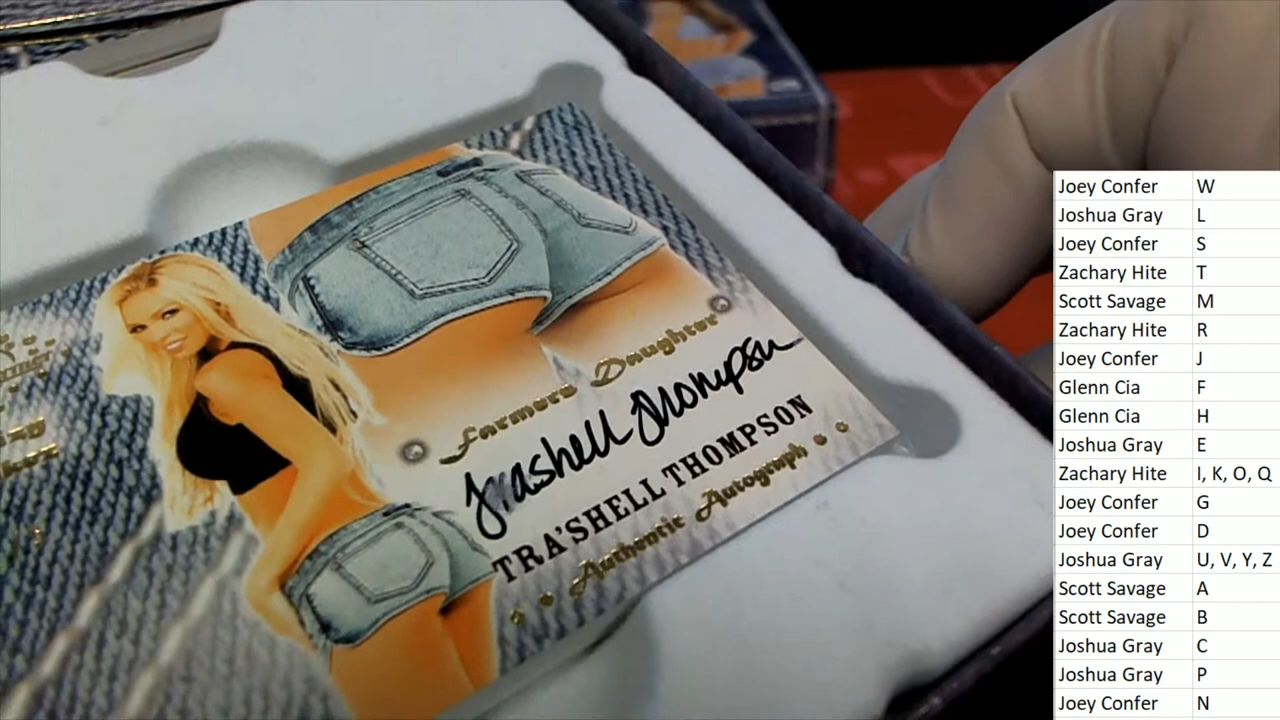 Farmers Daughter
Trashell Thompson
TRA'SHELL THOMPSON
Authentic Autograph
Joey Confer W
Joshua Gray L
Joey Confer S
Zachary Hite T
Scott Savage M
Zachary Hite R
Joey Confer J
Glenn Cia F
Glenn Cia H
Joshua Gray E
Zachary Hite I, K, O, Q
Joey Confer G
Joey Confer D
Joshua Gray U, V, Y, Z
Scott Savage A
Scott Savage B
Joshua Gray C
Joshua Gray P
Joey Confer N